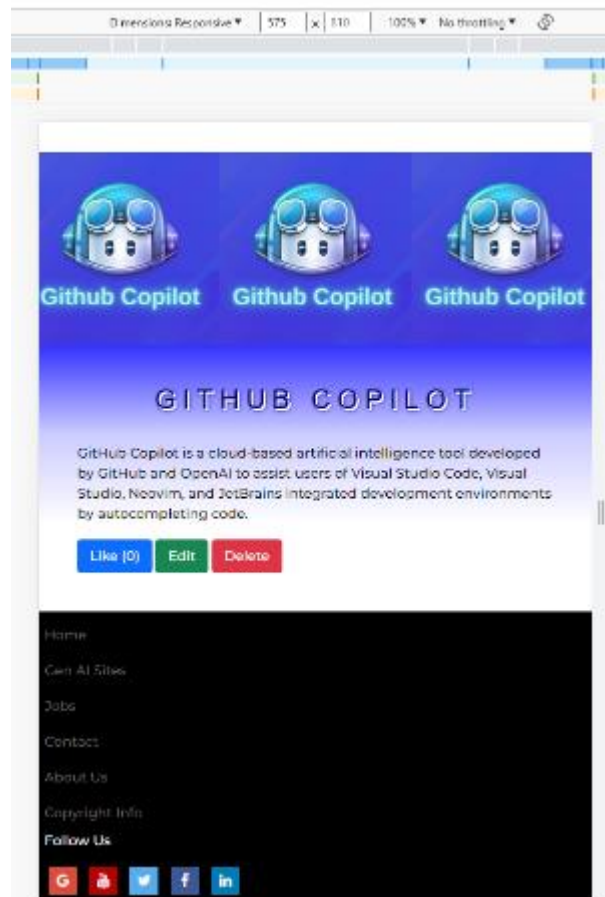 Dimensions: Responsive ▼ 575 x 810 100% ▼ No throttling ▼
Github Copilot Github Copilot Github Copilot
GITHUB COPILOT
GitHub Copilot is a cloud-based artificial intelligence tool developed
by GitHub and OpenAI to assist users of Visual Studio Code, Visual
Studio, Neovim, and JetBrains integrated development environments
by autocompleting code.
Like (0) Edit Delete
Home
Gen AI Sites
Jobs
Contact
About Us
Copyright Info
Follow Us
G f in